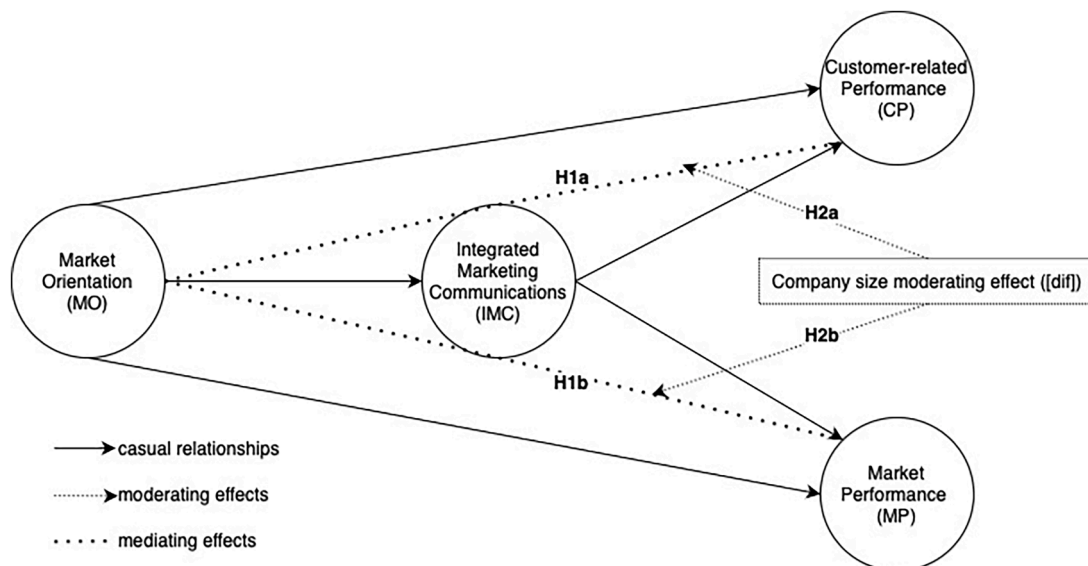 Customer-related
Performance
(CP)
H1a
H2a
Market
Orientation
(MO)
Integrated
Marketing
Communications
(IMC)
Company size moderating effect ([dif])
H2b
H1b
casual relationships
moderating effects
mediating effects
Market
Performance
(MP)